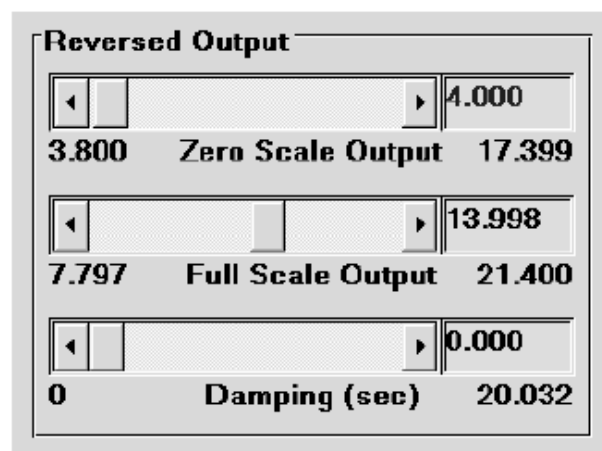 Reversed Output
4.000
3.800 Zero Scale Output 17.399
13.998
7.797 Full Scale Output 21.400
0.000
0 Damping (sec) 20.032